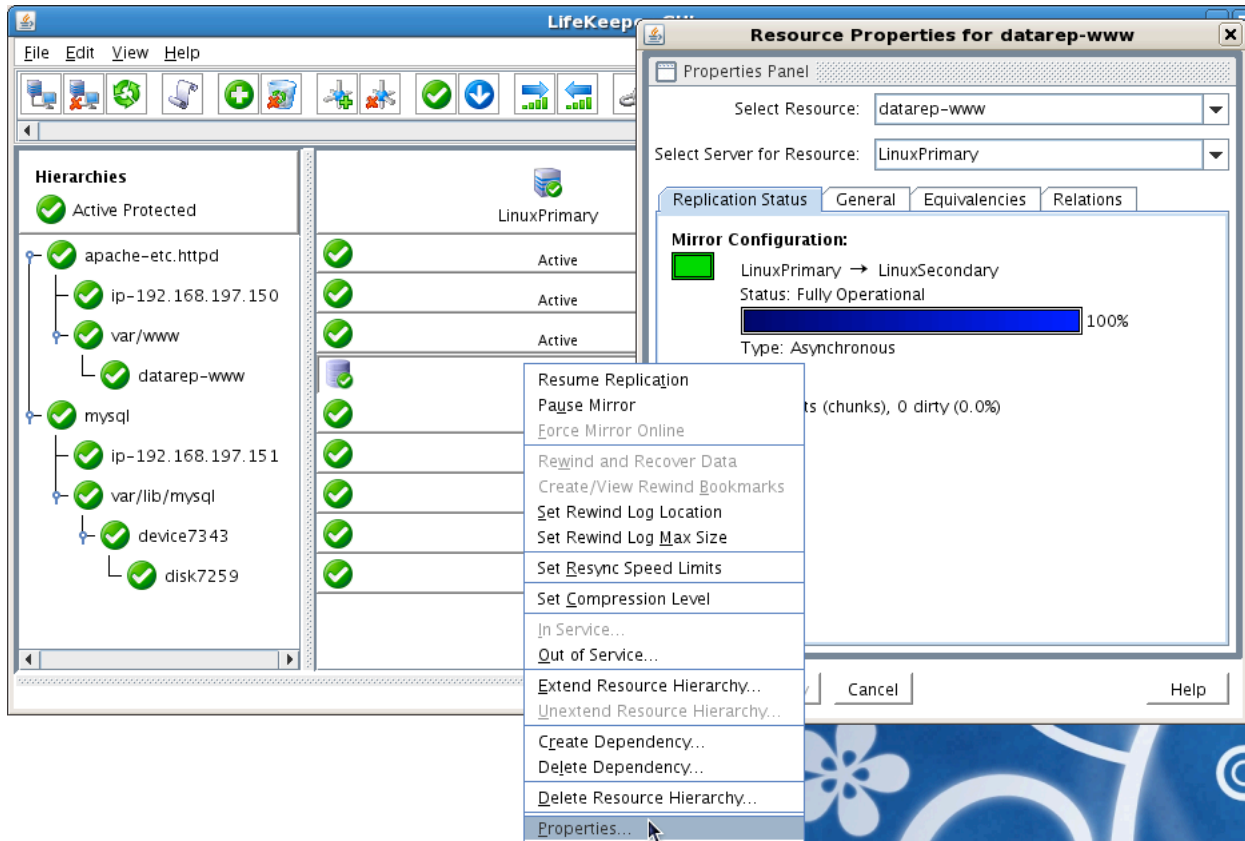 LifeKeeper GUI
File Edit View Help
Hierarchies
Active Protected
LinuxPrimary
apache-etc.httpd
Active
ip-192.168.197.150
Active
var/www
Active
datarep-www
mysql
ip-192.168.197.151
var/lib/mysql
device7343
disk7259
Resource Properties for datarep-www
Properties Panel
Select Resource: datarep-www
Select Server for Resource: LinuxPrimary
Replication Status General Equivalencies Relations
Mirror Configuration:
LinuxPrimary → LinuxSecondary
Status: Fully Operational
100%
Type: Asynchronous
(chunks), 0 dirty (0.0%)
Cancel Help
Resume Replication
Pause Mirror
Force Mirror Online
Rewind and Recover Data
Create/View Rewind Bookmarks
Set Rewind Log Location
Set Rewind Log Max Size
Set Resync Speed Limits
Set Compression Level
In Service...
Out of Service...
Extend Resource Hierarchy...
Unextend Resource Hierarchy...
Create Dependency...
Delete Dependency...
Delete Resource Hierarchy...
Properties...